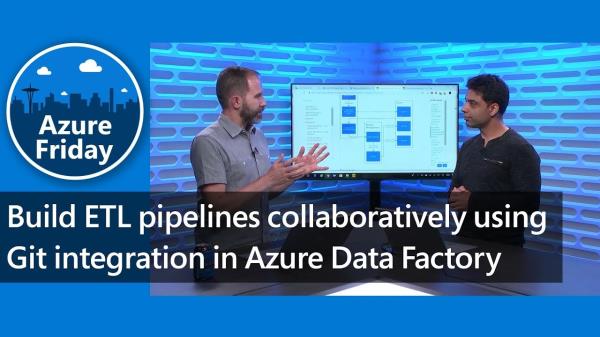 Azure
Friday
Build ETL pipelines collaboratively using
Git integration in Azure Data Factory